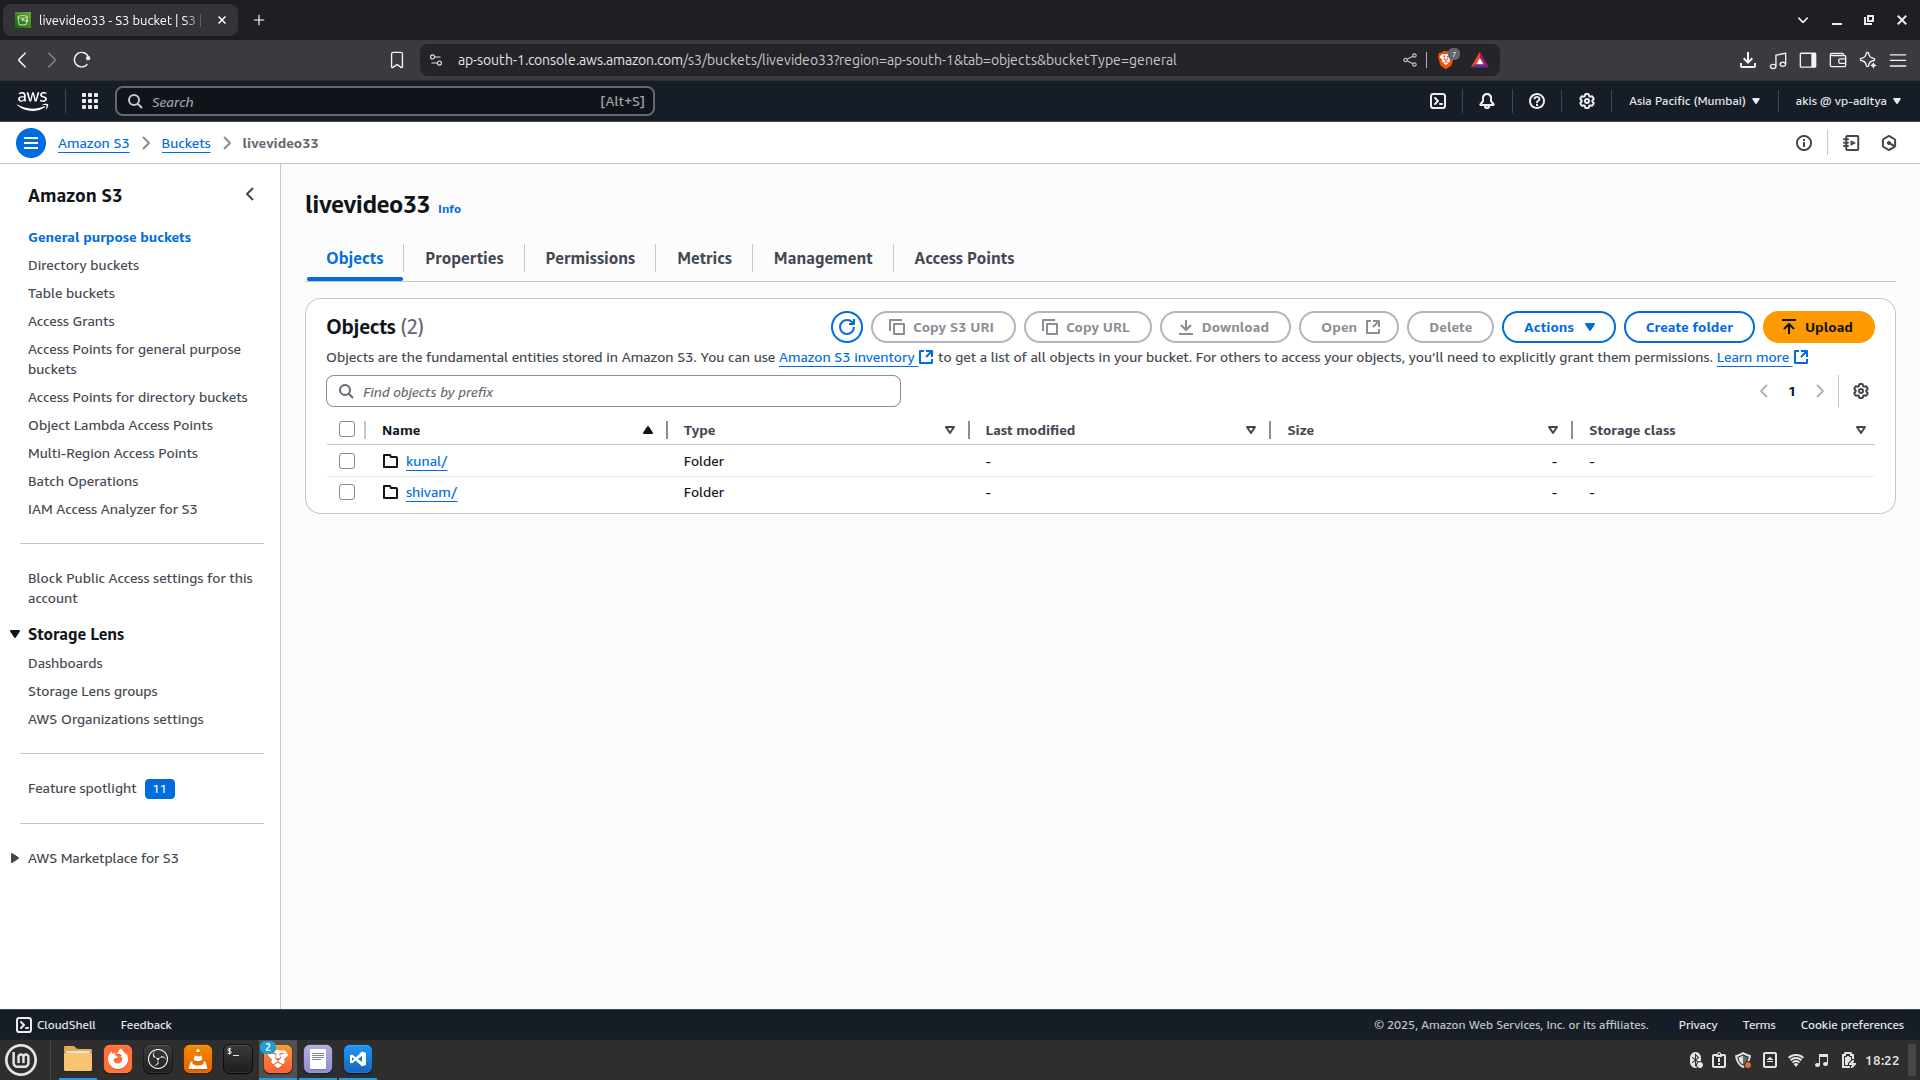 livevideo33 - S3 bucket | S3
7
ap-south-1.console.aws.amazon.com/s3/buckets/livevideo33?region=ap-south-1&tab=objects&bucketType=general
aws
Search
[Alt+S]
Asia Pacific (Mumbai)
akis @ vp-aditya
Amazon S3
Buckets
livevideo33
Amazon S3
General purpose buckets
Directory buckets
Table buckets
Access Grants
Access Points for general purpose
buckets
Access Points for directory buckets
Object Lambda Access Points
Multi-Region Access Points
Batch Operations
IAM Access Analyzer for S3
Block Public Access settings for this
account
Storage Lens
Dashboards
Storage Lens groups
AWS Organizations settings
Feature spotlight 11
AWS Marketplace for S3
livevideo33 Info
Objects
Properties
Permissions
Metrics
Management
Access Points
Objects (2)
Copy S3 URI
Copy URL
Download
Open
Delete
Actions
Create folder
Upload
Objects are the fundamental entities stored in Amazon S3. You can use Amazon S3 inventory to get a list of all objects in your bucket. For others to access your objects, you'll need to explicitly grant them permissions. Learn more
Find objects by prefix
1
Name Type Last modified Size Storage class
kunal/ Folder - - -
shivam/ Folder - - -
CloudShell
Feedback
© 2025, Amazon Web Services, Inc. or its affiliates.
Privacy
Terms
Cookie preferences
2
18:22